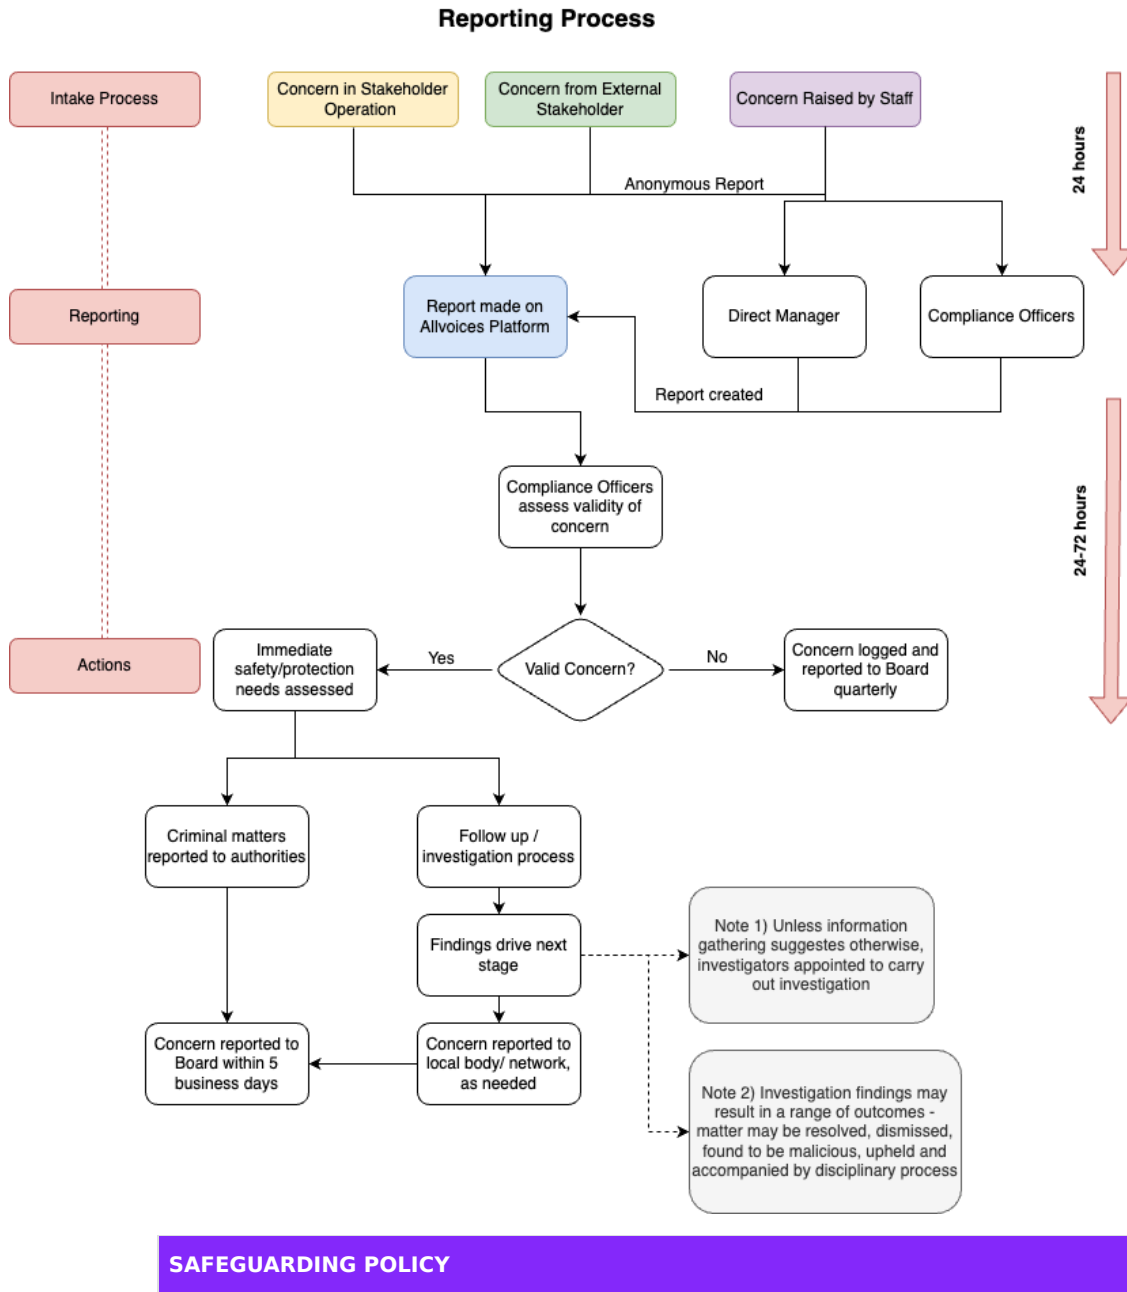 Reporting Process
Intake Process
Concern in Stakeholder
Operation
Concern from External
Stakeholder
Concern Raised by Staff
24 hours
Anonymous Report
Reporting
Report made on
Allvoices Platform
Direct Manager
Compliance Officers
Report created
24-72 hours
Compliance Officers
assess validity of
concern
Actions
Immediate
safety/protection
needs assessed
Yes
Valid Concern?
No
Concern logged and
reported to Board
quarterly
Criminal matters
reported to authorities
Follow up /
investigation process
Findings drive next
stage
Note 1) Unless information
gathering suggestes otherwise,
investigators appointed to carry
out investigation
Concern reported to
Board within 5
business days
Concern reported to
local body/ network,
as needed
Note 2) Investigation findings may
result in a range of outcomes -
matter may be resolved, dismissed,
found to be malicious, upheld and
accompanied by disciplinary process
SAFEGUARDING POLICY